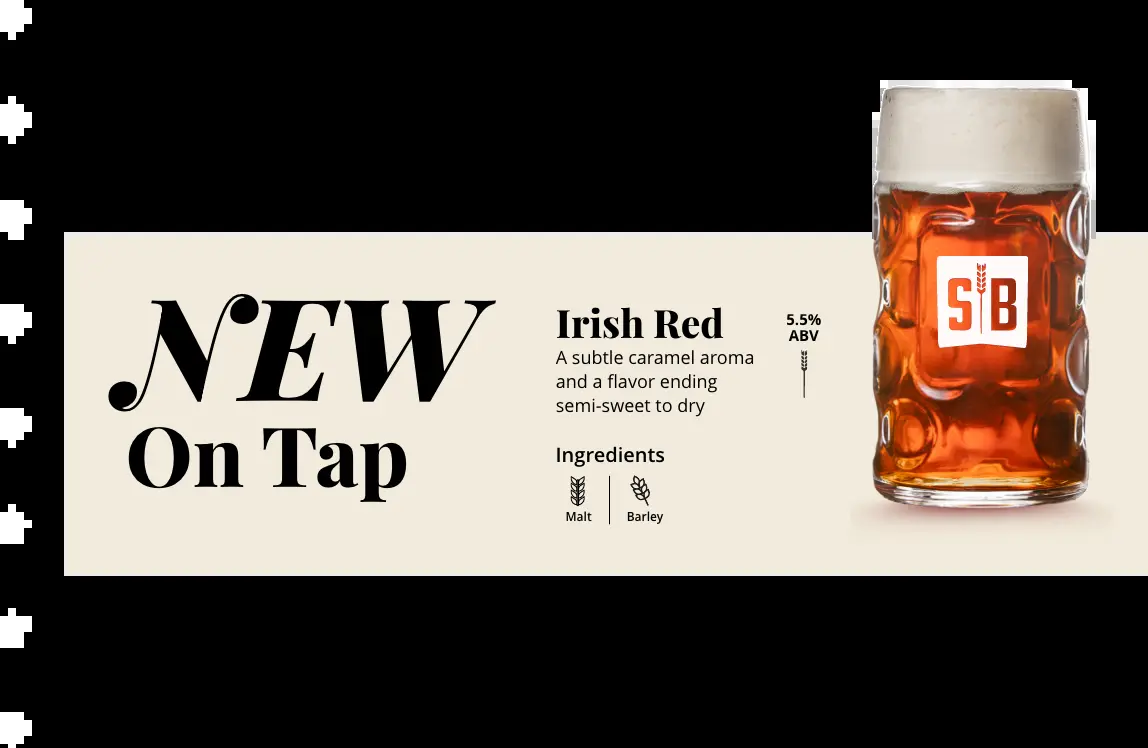 NEW
On Tap
Irish Red
A subtle caramel aroma
and a flavor ending
semi-sweet to dry
5.5%
ABV
Ingredients
Malt
Barley
SB